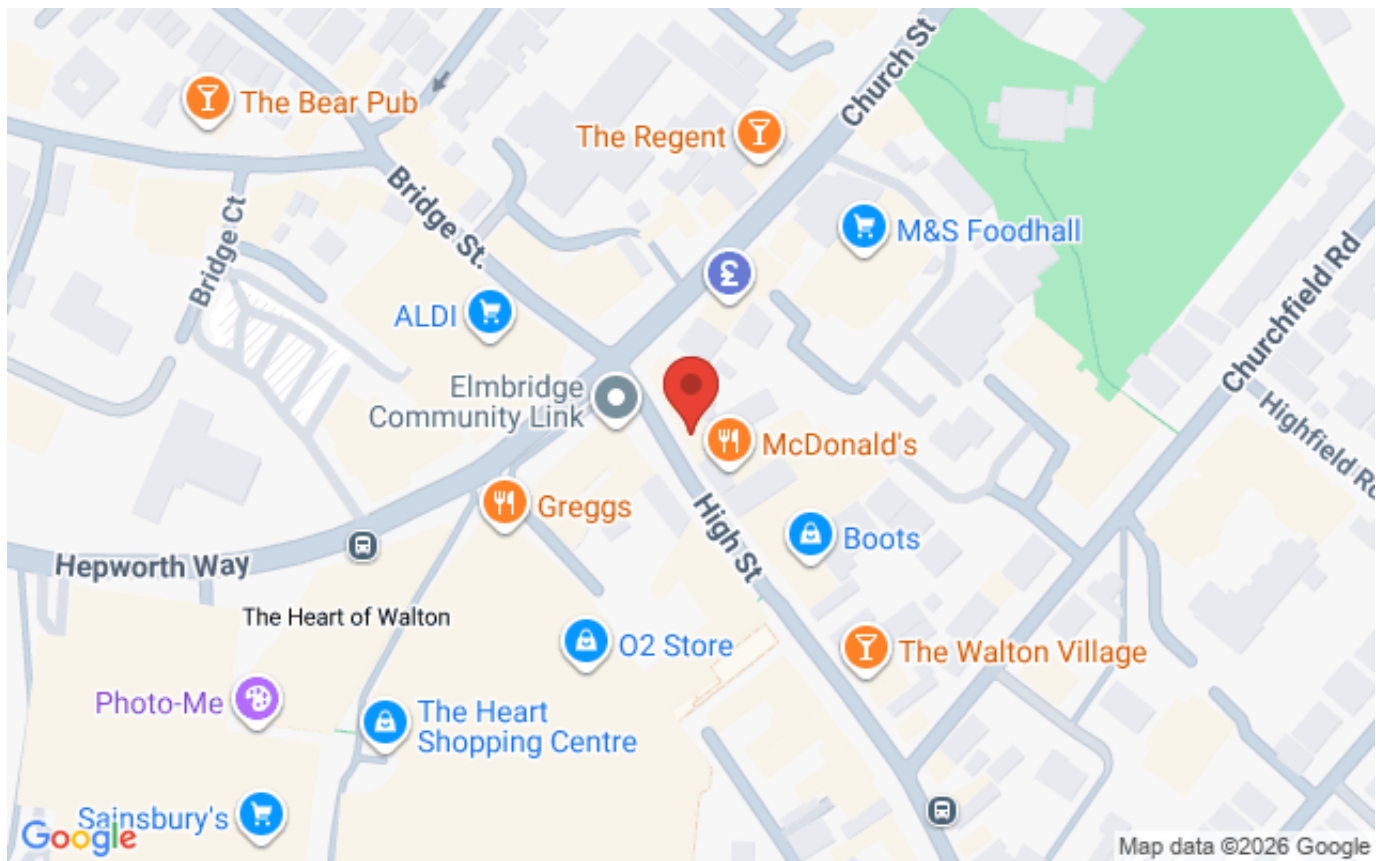 Church St
The Bear Pub
The Regent
Bridge St.
M&S Foodhall
Bridge Ct
Churchfield Rd
ALDI
£
Elmbridge
Community Link
Highfield Rd
McDonald's
Greggs
High St
Boots
Hepworth Way
The Heart of Walton
O2 Store
The Walton Village
Photo-Me
The Heart
Shopping Centre
Sainsbury's
Google
Map data ©2026 Google